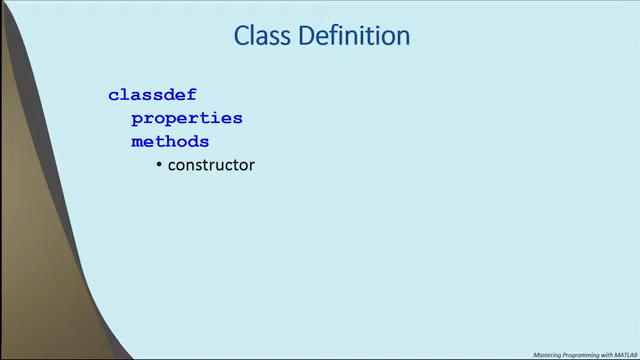 Class Definition
classdef
properties
methods
• constructor
Mastering Programming with MATLAB